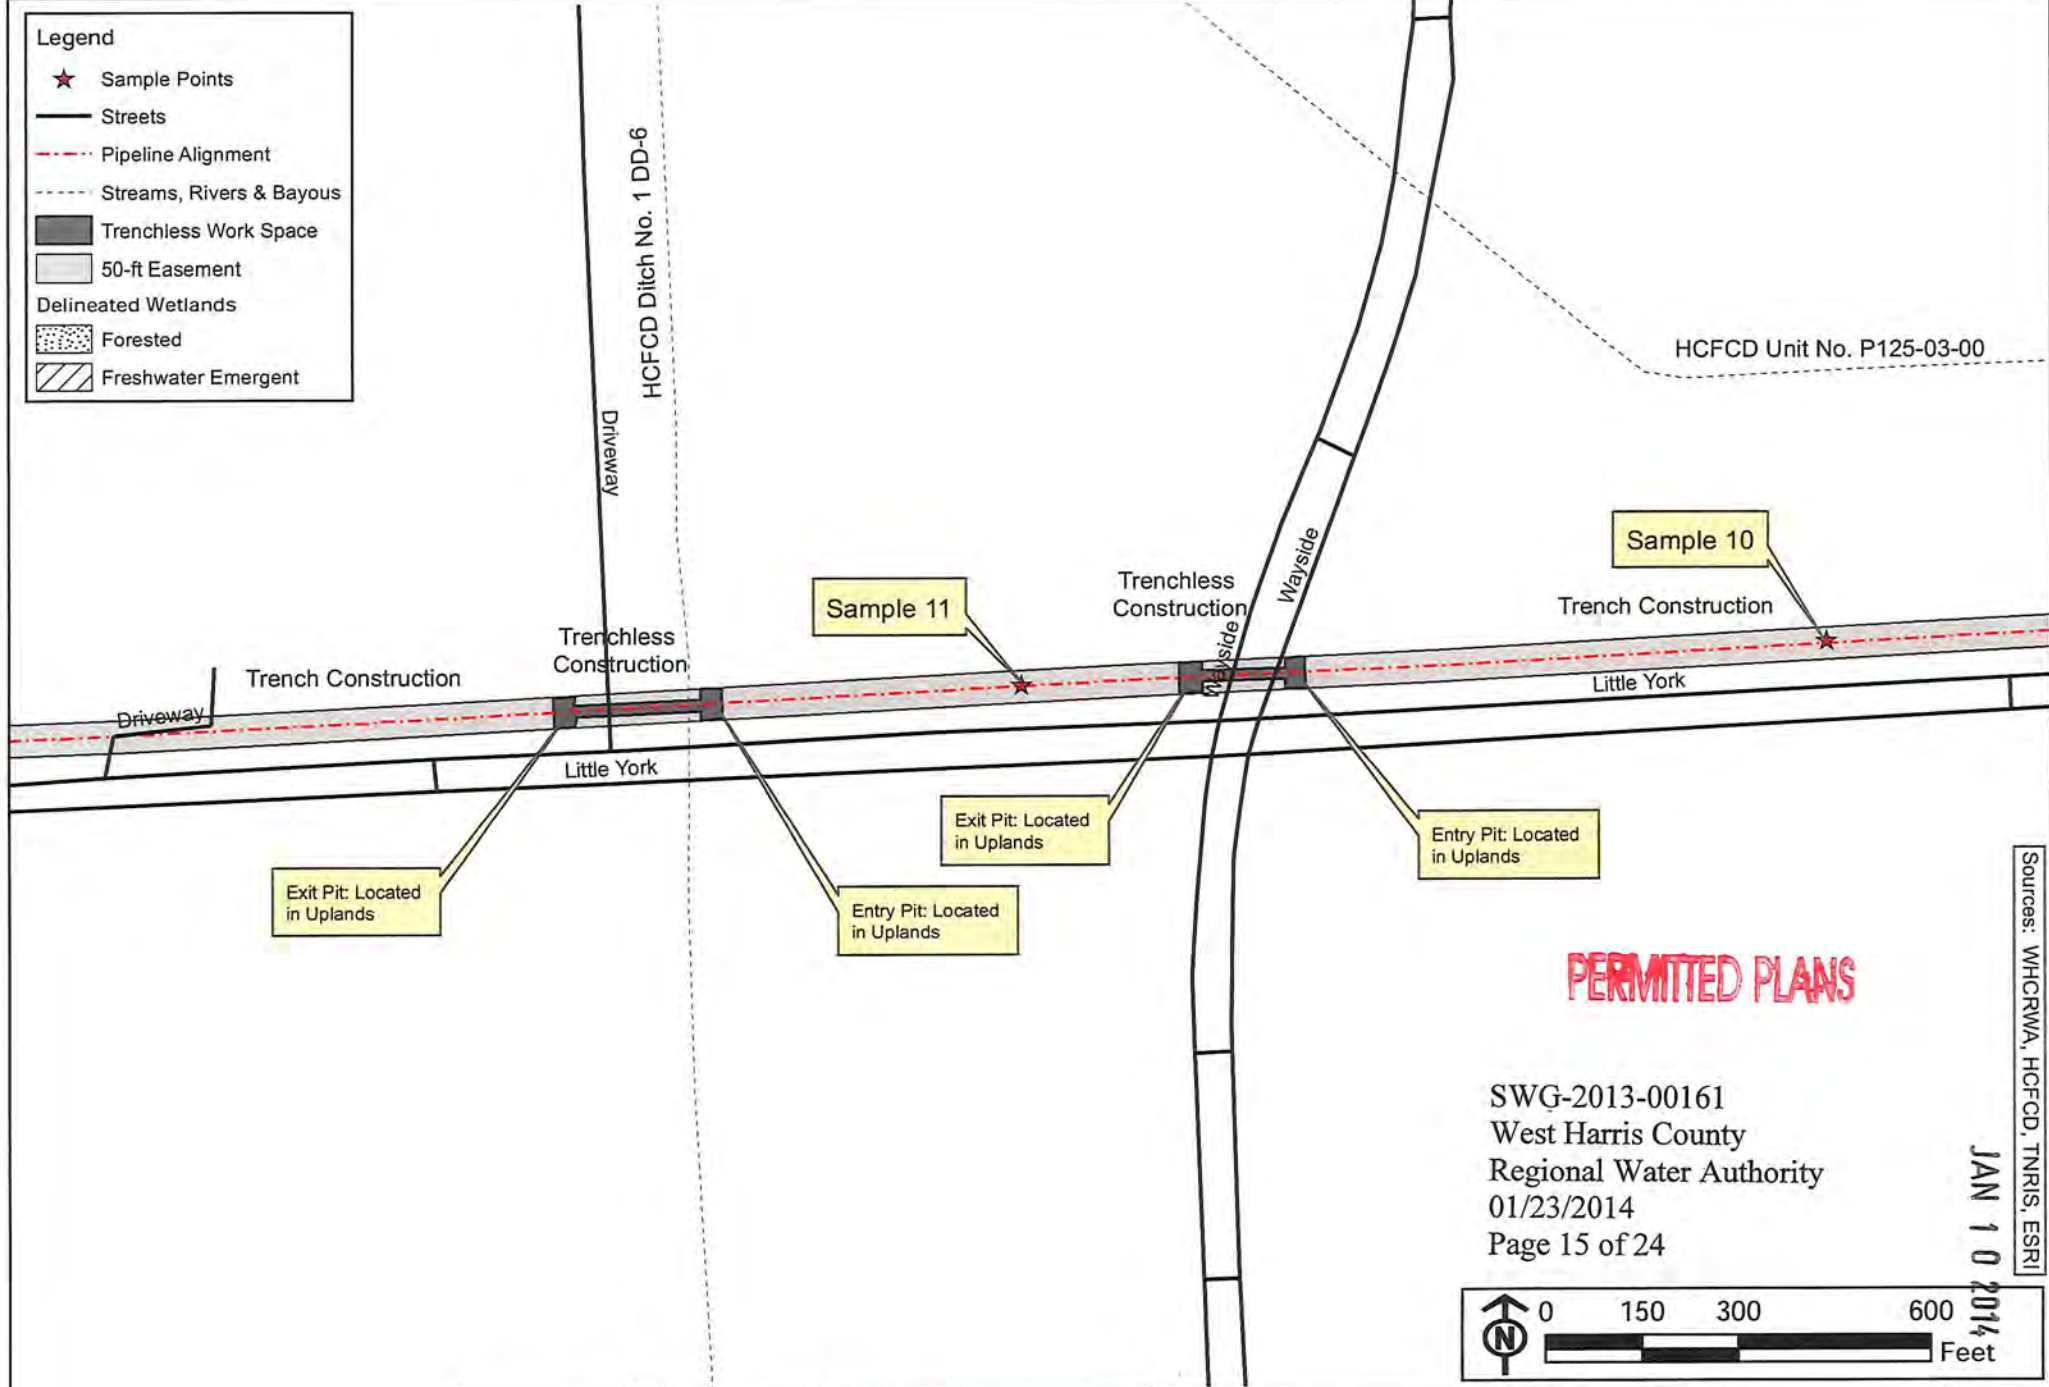 Legend
Sample Points
Streets
Pipeline Alignment
Streams, Rivers & Bayous
Trenchless Work Space
50-ft Easement
Delineated Wetlands
Forested
Freshwater Emergent
HCFCD Ditch No. 1 DD-6
Driveway
HCFCD Unit No. P125-03-00
Wayside
Wayside
Sample 10
Trench Construction
Sample 11
Trenchless
Construction
Trenchless
Construction
Trench Construction
Driveway
Little York
Little York
Exit Pit: Located
in Uplands
Entry Pit: Located
in Uplands
Exit Pit: Located
in Uplands
Entry Pit: Located
in Uplands
PERMITTED PLANS
SWG-2013-00161
West Harris County
Regional Water Authority
01/23/2014
Page 15 of 24
JAN 10 2014
Sources: WHCRWA, HCFCD, TNRIS, ESRI
N
0 150 300 600
Feet